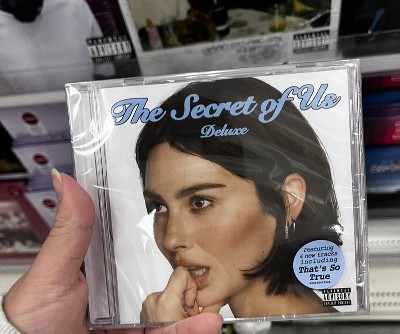 The Secret of Us
Deluxe
Featuring
4 new tracks
including
That's So
True
PARENTAL
ADVISORY
EXPLICIT CONTENT